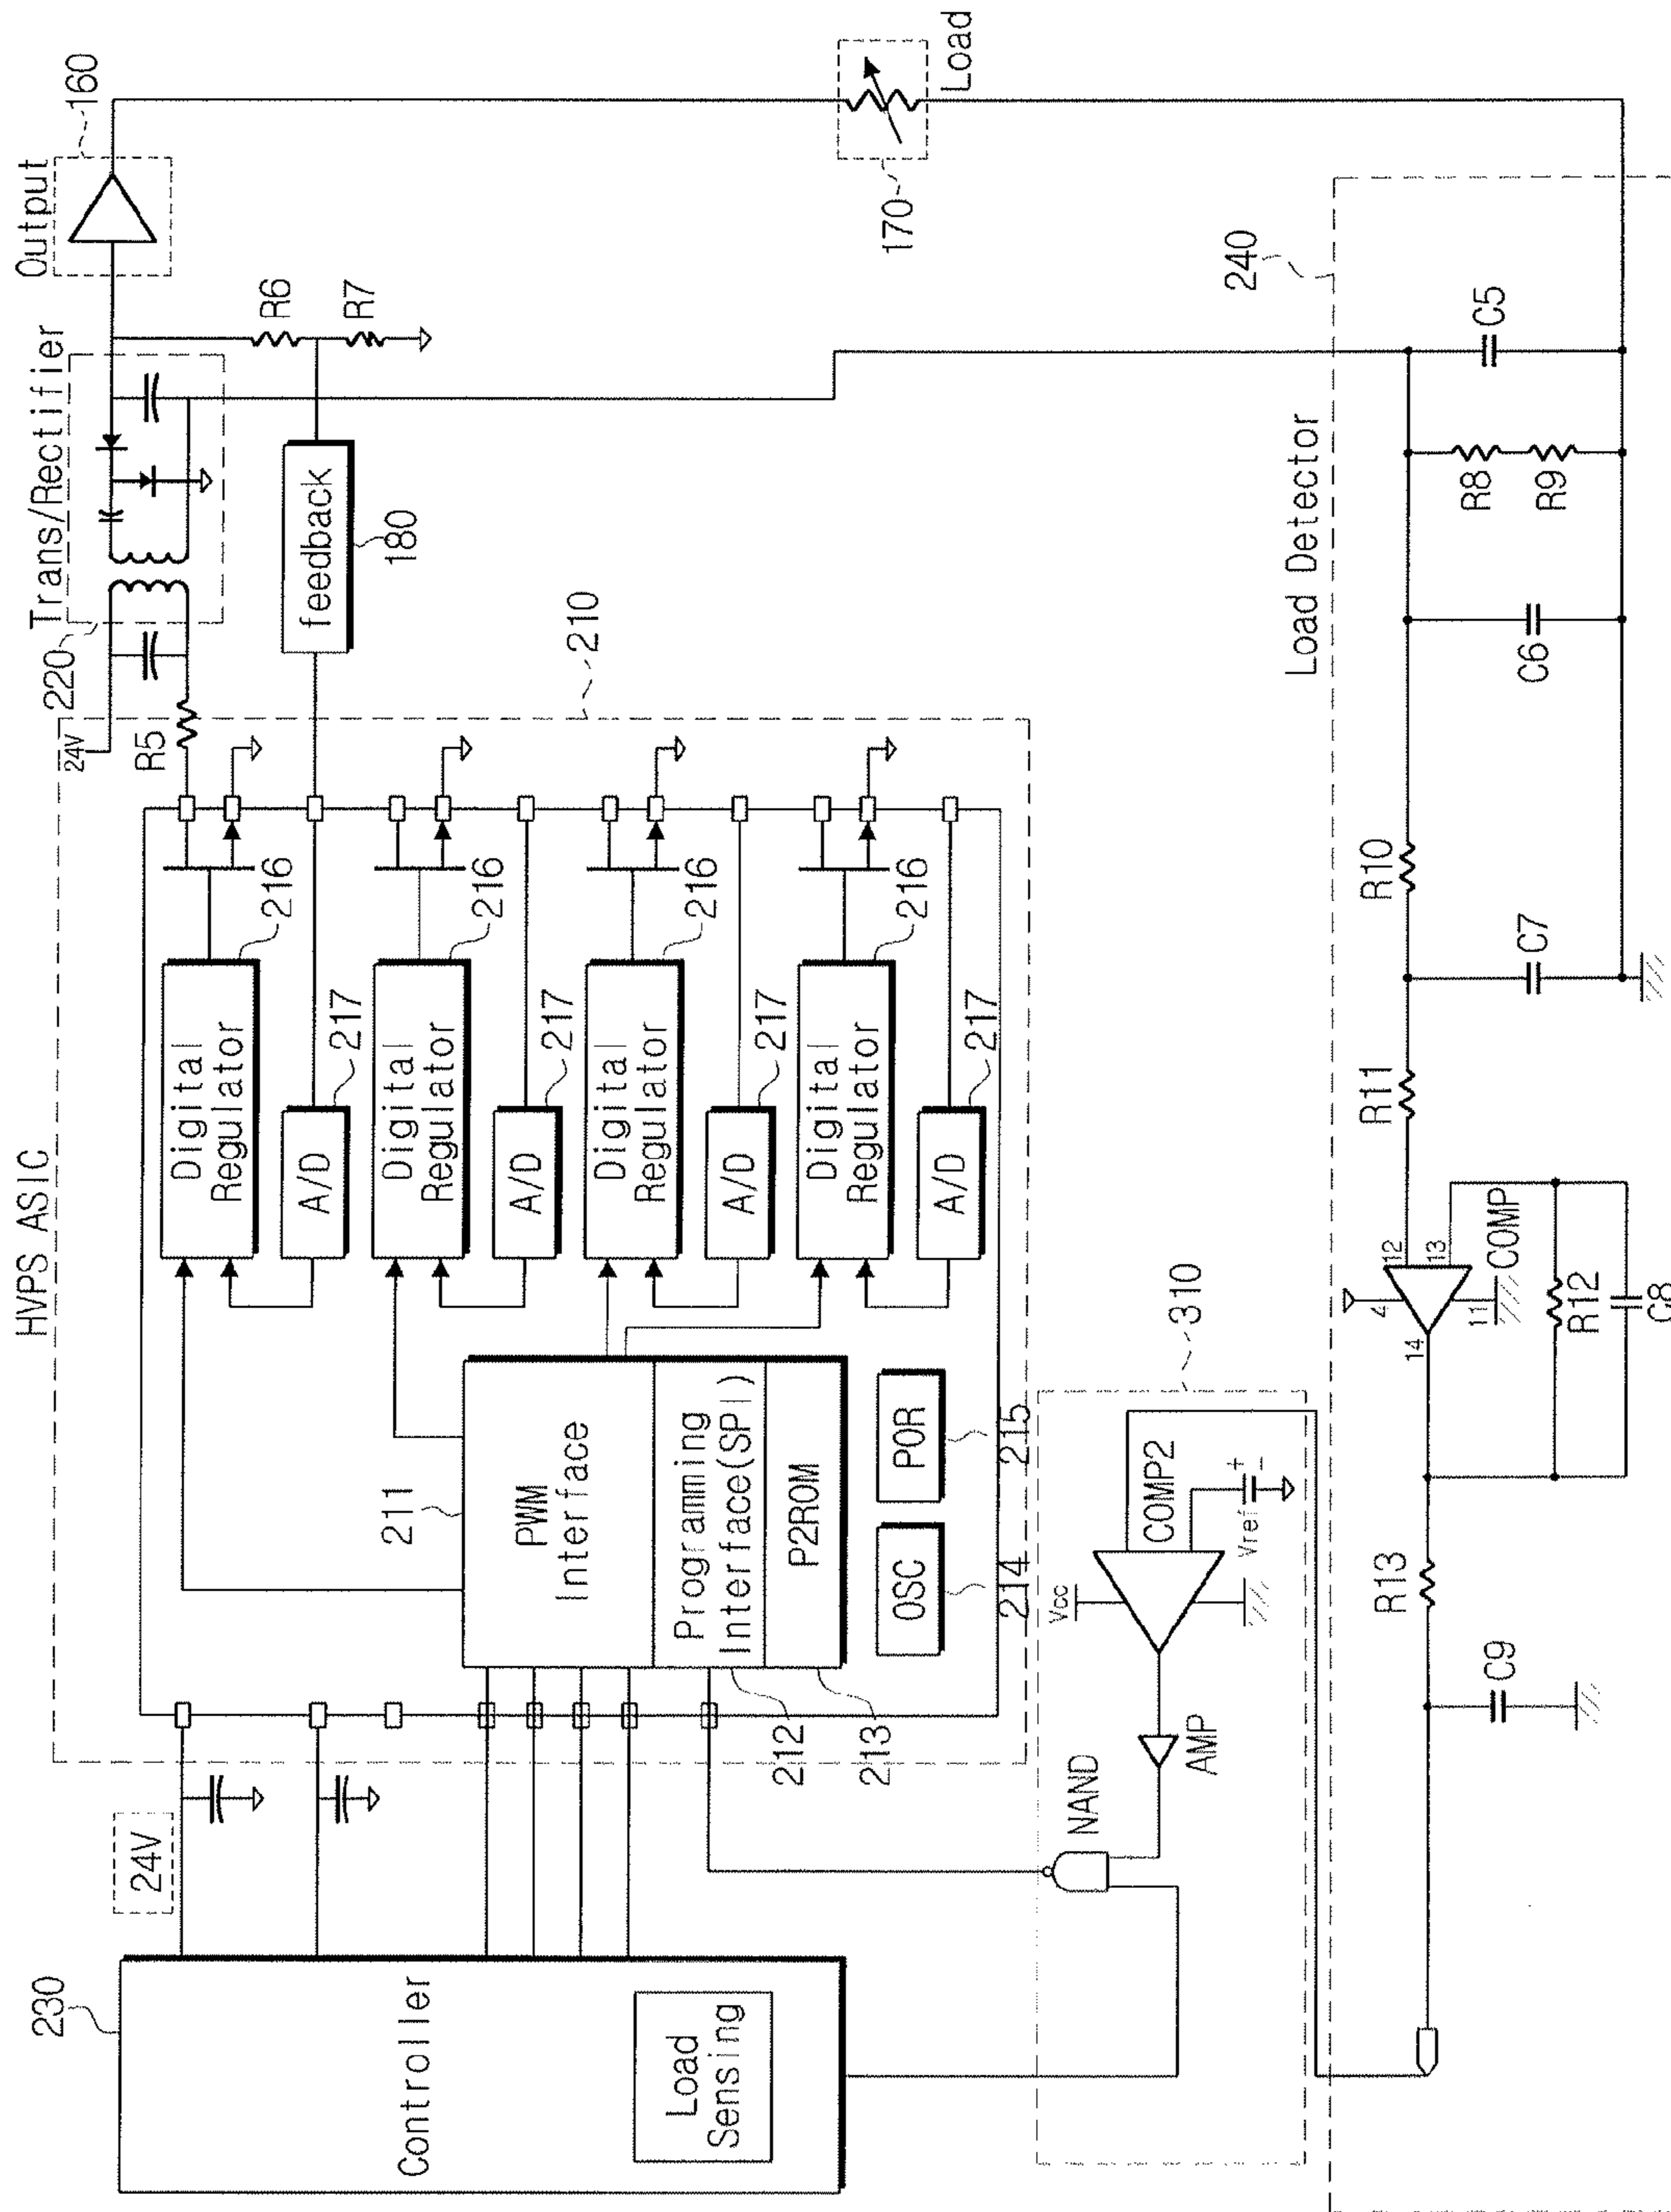 HVPS ASIC
230
Controller
Load
Sensing
24V
211
PWM
Interface
Programming
Interface(SPI)
P2ROM
212
213
OSC
214
POR
215
Digital
Regulator
216
A/D
217
Digital
Regulator
216
A/D
217
Digital
Regulator
216
A/D
217
Digital
Regulator
216
A/D
217
210
24V
R5
220
Trans/Rectifier
Output
160
R6
R7
feedback
180
170
Load
310
NAND
AMP
COMP2
Vcc
Vref
+
-
240
Load Detector
C5
R8
R9
C6
R10
C7
R11
12
13
4
11
14
COMP
R12
C8
R13
C9